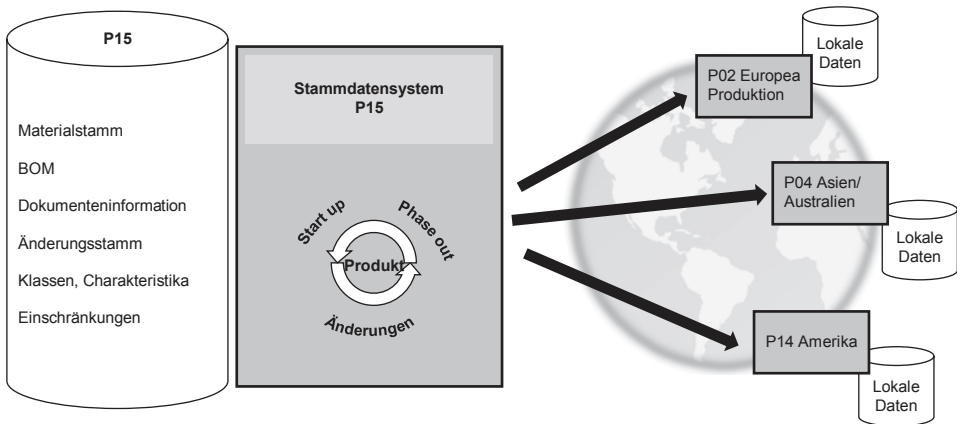 P15
Materialstamm
BOM
Dokumenteninformation
Änderungsstamm
Klassen, Charakteristika
Einschränkungen
Stammdatensystem
P15
Start up
Phase out
Produkt
Änderungen
P02 Europea
Produktion
Lokale
Daten
P04 Asien/
Australien
Lokale
Daten
P14 Amerika
Lokale
Daten